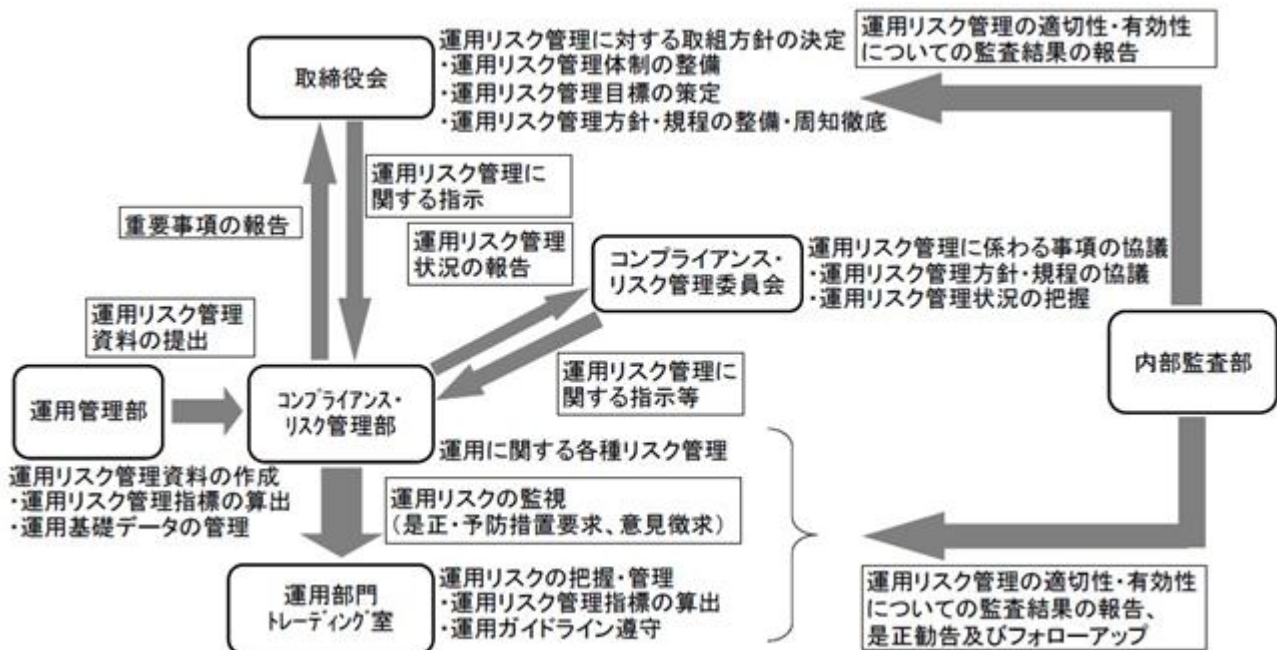 取締役会
運用リスク管理に対する取組方針の決定
・運用リスク管理体制の整備
・運用リスク管理目標の策定
・運用リスク管理方針・規程の整備・周知徹底
運用リスク管理の適切性・有効性
についての監査結果の報告
運用リスク管理に
関する指示
重要事項の報告
運用リスク管理
状況の報告
コンプライアンス・
リスク管理委員会
運用リスク管理に係わる事項の協議
・運用リスク管理方針・規程の協議
・運用リスク管理状況の把握
運用リスク管理
資料の提出
運用リスク管理に
関する指示等
内部監査部
運用管理部
コンプライアンス・
リスク管理部
運用に関する各種リスク管理
運用リスク管理資料の作成
・運用リスク管理指標の算出
・運用基礎データの管理
運用リスクの監視
(是正・予防措置要求、意見徴求)
運用部門
トレーディング室
運用リスクの把握・管理
・運用リスク管理指標の算出
・運用ガイドライン遵守
運用リスク管理の適切性・有効性
についての監査結果の報告、
是正勧告及びフォローアップ